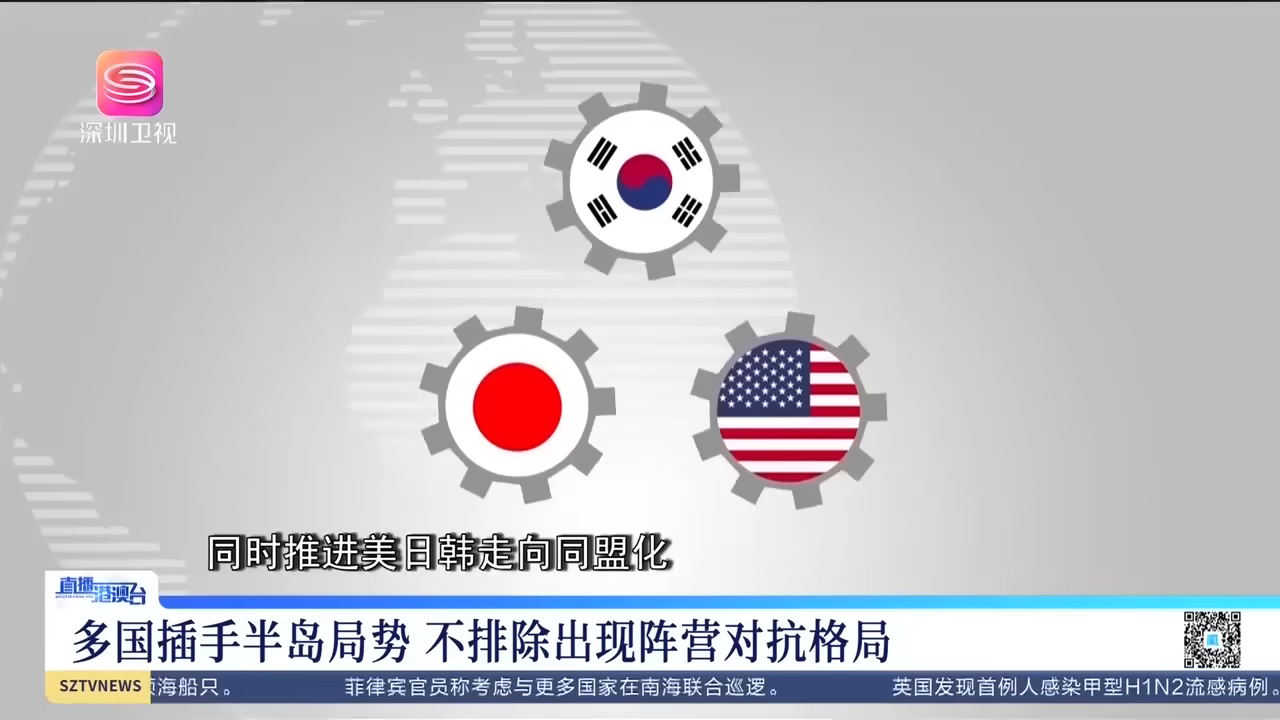 深圳卫视
同时推进美日韩走向同盟化
直播港澳台
多国插手半岛局势 不排除出现阵营对抗格局
SZTVNEWS
海船只。 菲律宾官员称考虑与更多国家在南海联合巡逻。 英国发现首例人感染甲型H1N2流感病例。